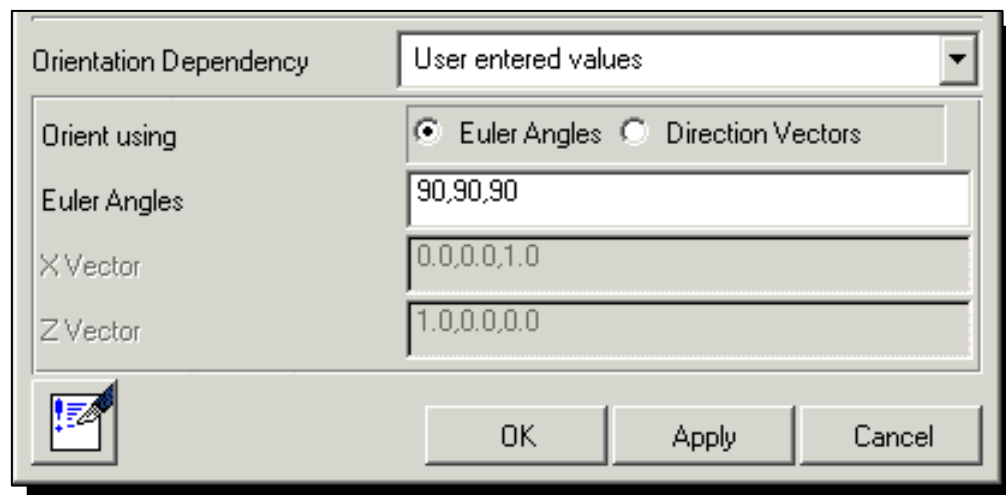 Orientation Dependency User entered values
Orient using Euler Angles Direction Vectors
Euler Angles 90,90,90
X Vector 0.0,0.0,1.0
Z Vector 1.0,0.0,0.0
OK Apply Cancel